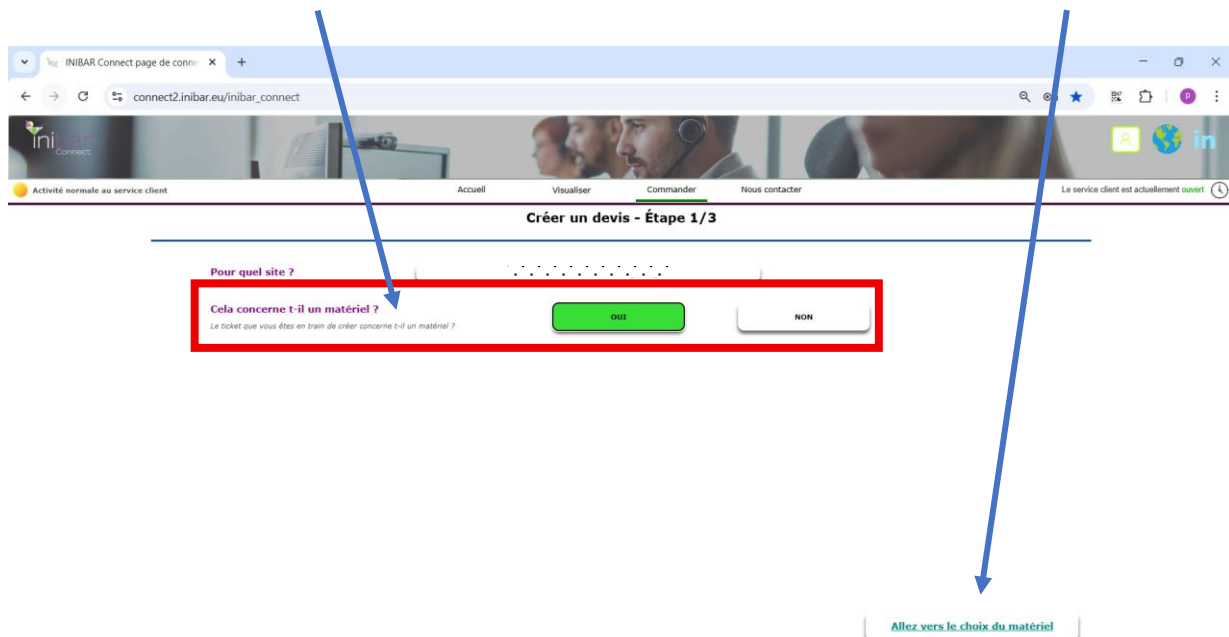 INIBAR Connect page de conne
connect2.inibar.eu/inibar_connect
P
inibar
Connect
in
Activité normale au service client
Accueil
Visualiser
Commander
Nous contacter
Le service client est actuellement ouvert
Créer un devis - Étape 1/3
Pour quel site ?
Cela concerne t-il un matériel ?
Le ticket que vous êtes en train de créer concerne t-il un matériel ?
OUI
NON
Allez vers le choix du matériel